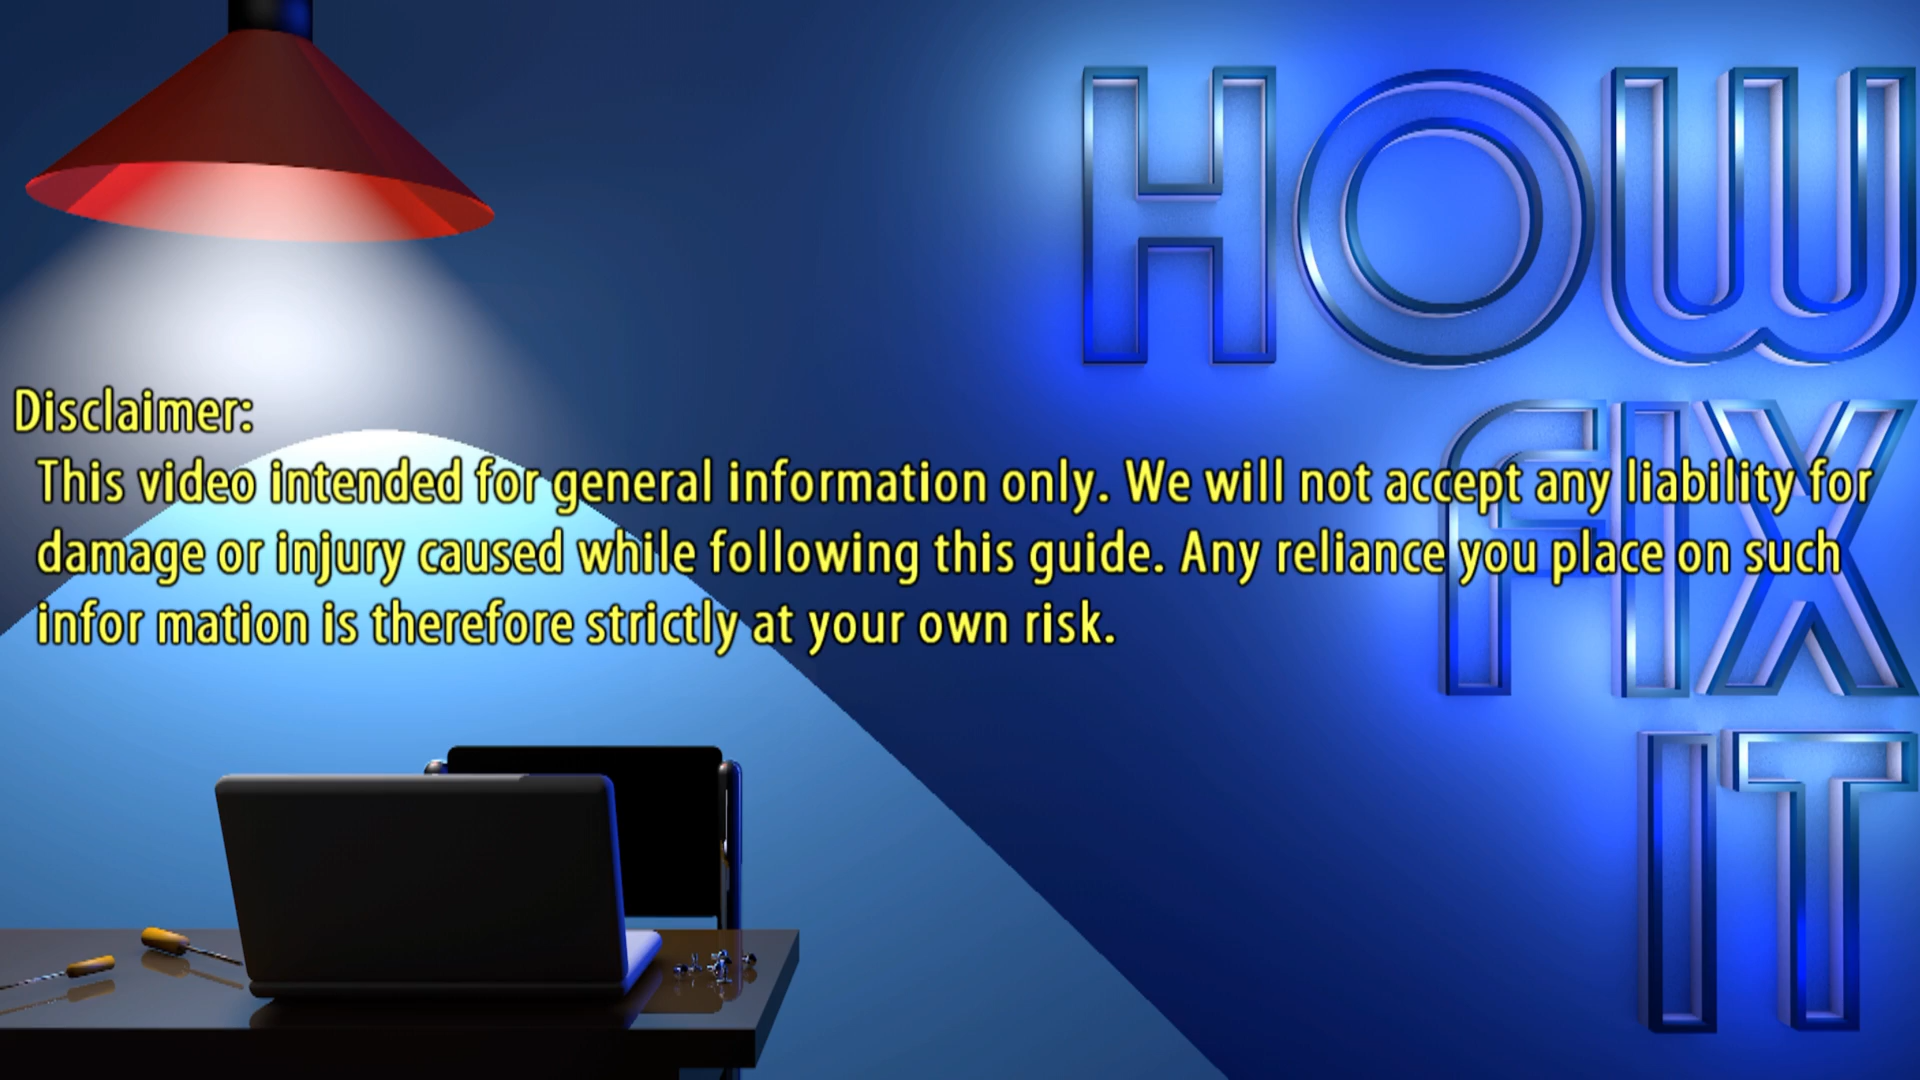 HOW
FIX
IT
Disclaimer:
This video intended for general information only. We will not accept any liability for
damage or injury caused while following this guide. Any reliance you place on such
infor mation is therefore strictly at your own risk.